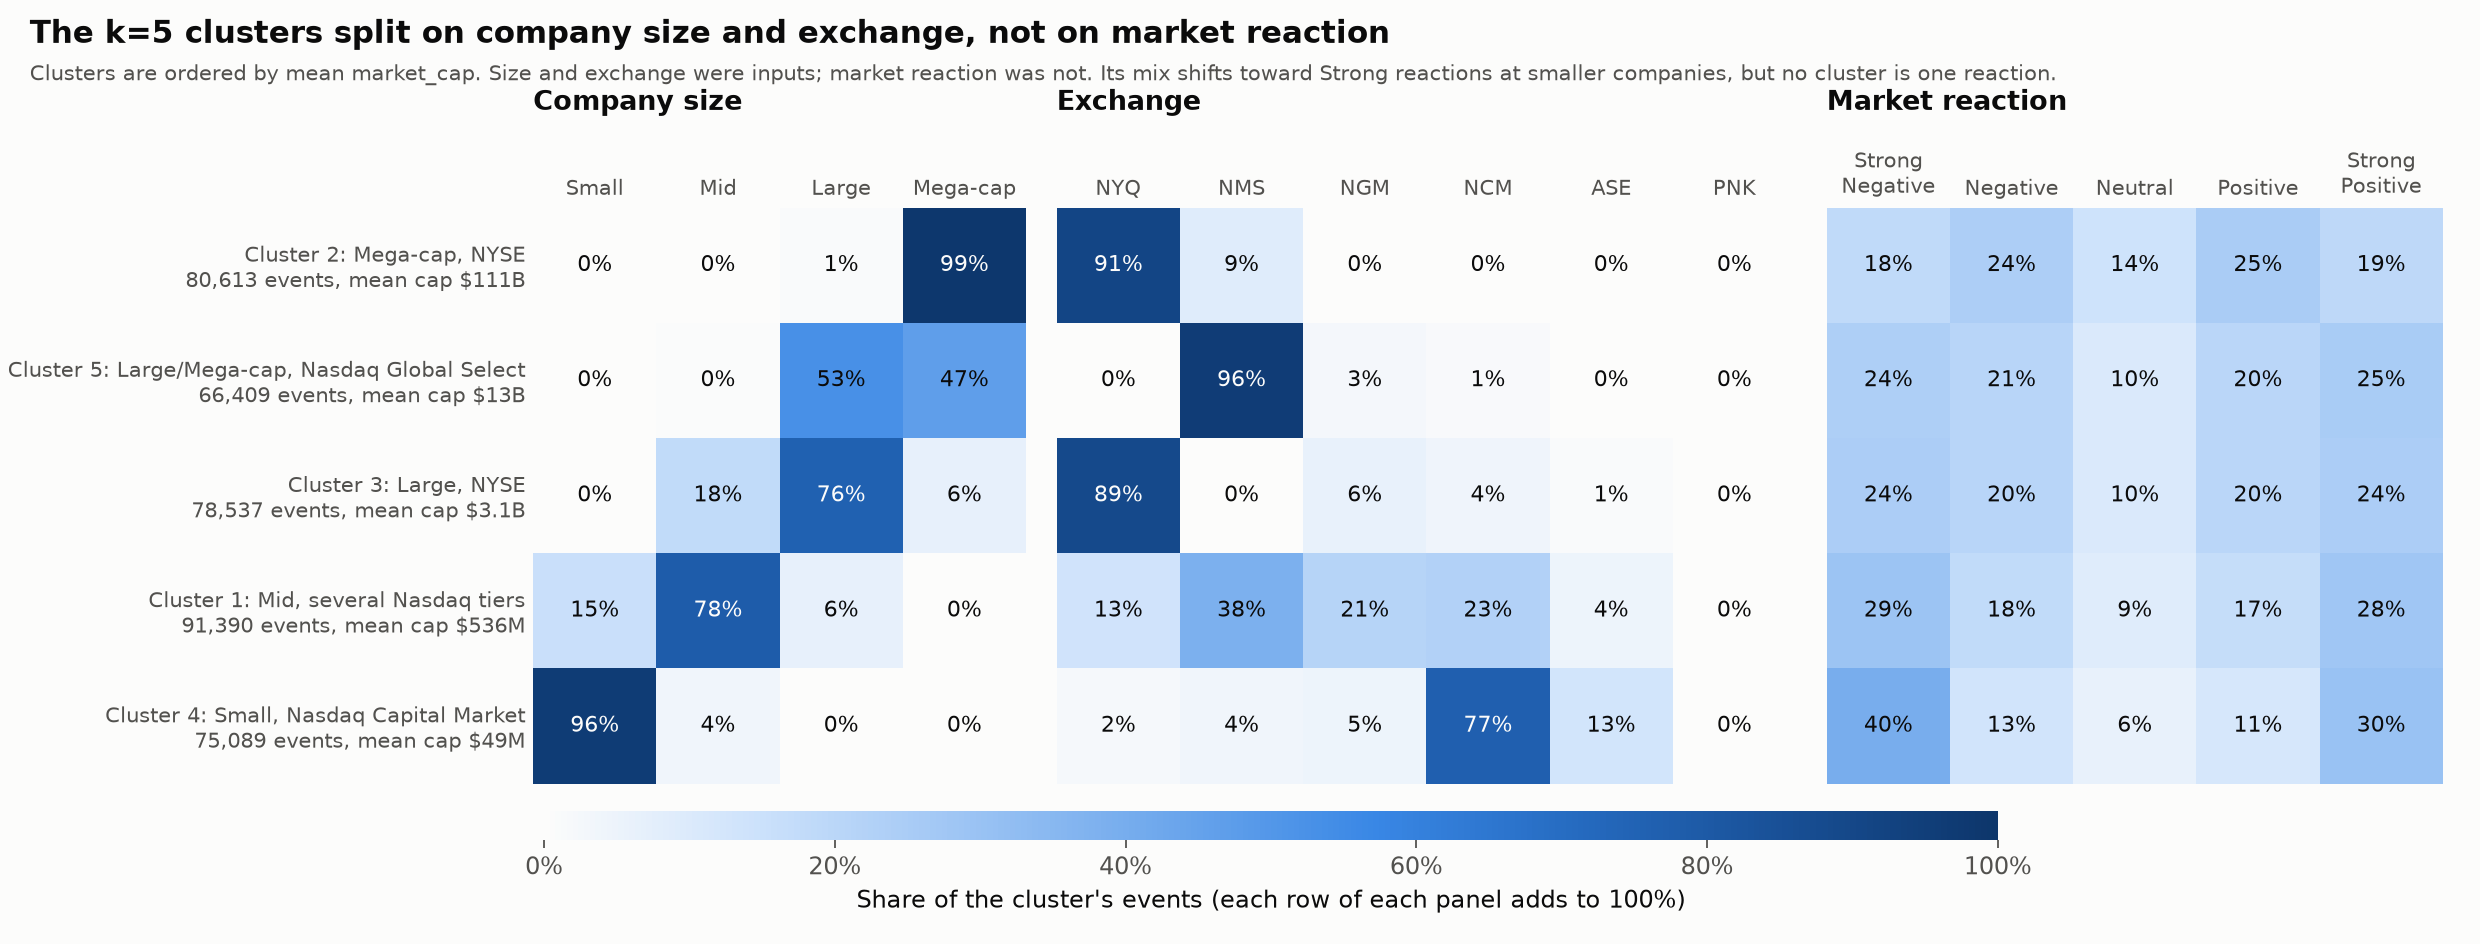 The k=5 clusters split on company size and exchange, not on market reaction
Clusters are ordered by mean market_cap. Size and exchange were inputs; market reaction was not. Its mix shifts toward Strong reactions at smaller companies, but no cluster is one reaction.
Company size Exchange Market reaction
Small Mid Large Mega-cap NYQ NMS NGM NCM ASE PNK Strong Negative Negative Neutral Positive Strong Positive
Cluster 2: Mega-cap, NYSE
80,613 events, mean cap $111B
0% 0% 1% 99% 91% 9% 0% 0% 0% 0% 18% 24% 14% 25% 19%
Cluster 5: Large/Mega-cap, Nasdaq Global Select
66,409 events, mean cap $13B
0% 0% 53% 47% 0% 96% 3% 1% 0% 0% 24% 21% 10% 20% 25%
Cluster 3: Large, NYSE
78,537 events, mean cap $3.1B
0% 18% 76% 6% 89% 0% 6% 4% 1% 0% 24% 20% 10% 20% 24%
Cluster 1: Mid, several Nasdaq tiers
91,390 events, mean cap $536M
15% 78% 6% 0% 13% 38% 21% 23% 4% 0% 29% 18% 9% 17% 28%
Cluster 4: Small, Nasdaq Capital Market
75,089 events, mean cap $49M
96% 4% 0% 0% 2% 4% 5% 77% 13% 0% 40% 13% 6% 11% 30%
0% 20% 40% 60% 80% 100%
Share of the cluster's events (each row of each panel adds to 100%)